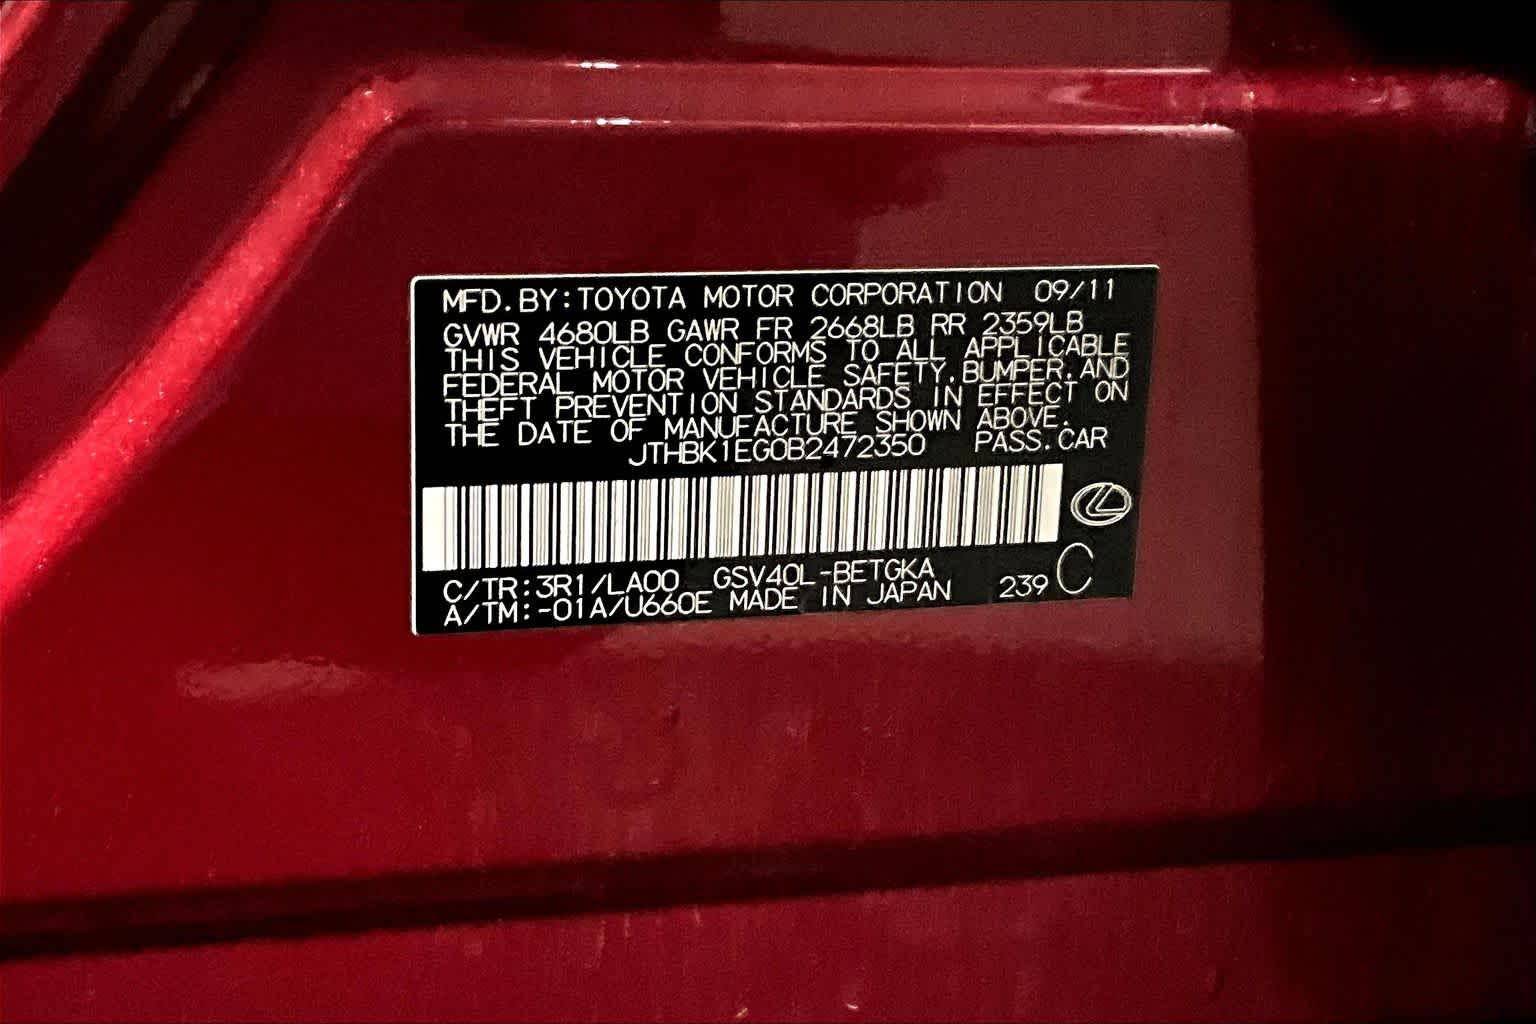 MFD.BY:TOYOTA MOTOR CORPORATION 09/11
GVWR 4680LB GAWR FR 2668LB RR 2359LB
THIS VEHICLE CONFORMS TO ALL APPLICABLE
FEDERAL MOTOR VEHICLE SAFETY,BUMPER,AND
THEFT PREVENTION STANDARDS IN EFFECT ON
THE DATE OF MANUFACTURE SHOWN ABOVE.
JTHBK1EG0B2472350 PASS.CAR
C/TR:3R1/LA00 GSV40L-BETGKA
A/TM:-01A/U660E MADE IN JAPAN 239 C